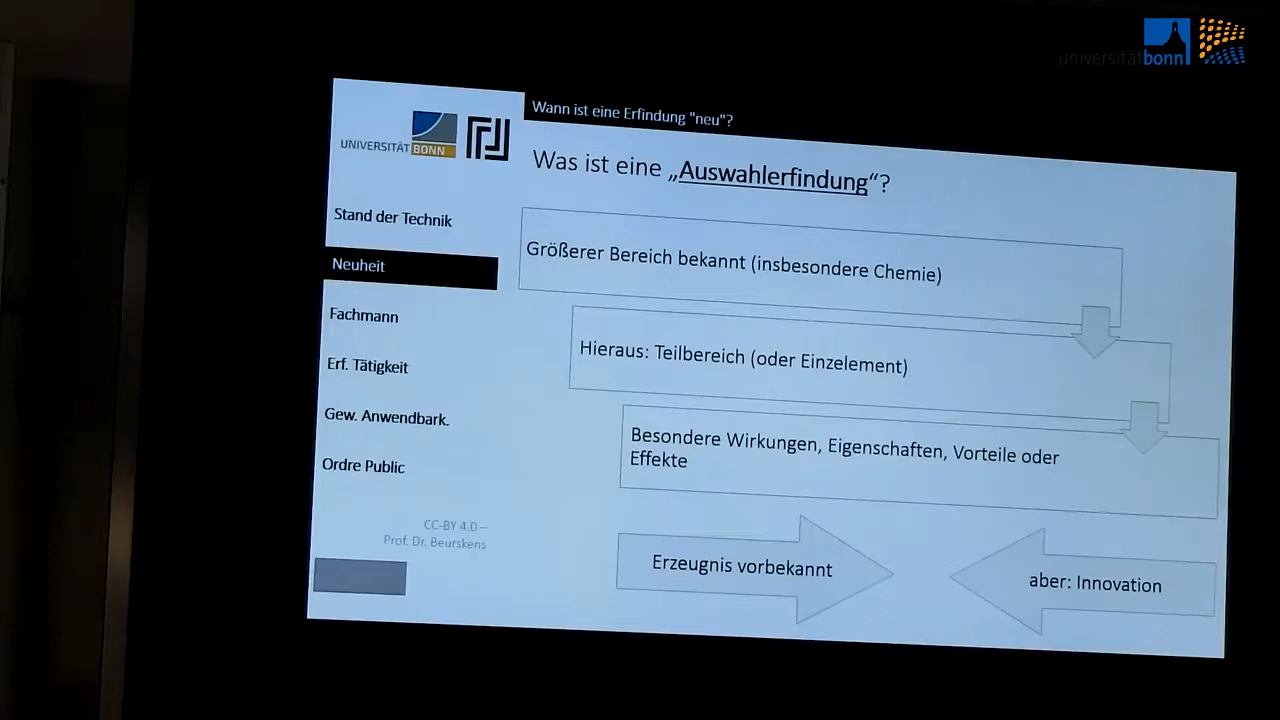 universitätbonn
Wann ist eine Erfindung "neu"?
UNIVERSITÄT BONN
Was ist eine „Auswahlerfindung“?
Stand der Technik
Neuheit
Fachmann
Erf. Tätigkeit
Gew. Anwendbark.
Ordre Public
CC-BY 4.0 –
Prof. Dr. Beurskens
Größerer Bereich bekannt (insbesondere Chemie)
Hieraus: Teilbereich (oder Einzelement)
Besondere Wirkungen, Eigenschaften, Vorteile oder
Effekte
Erzeugnis vorbekannt
aber: Innovation